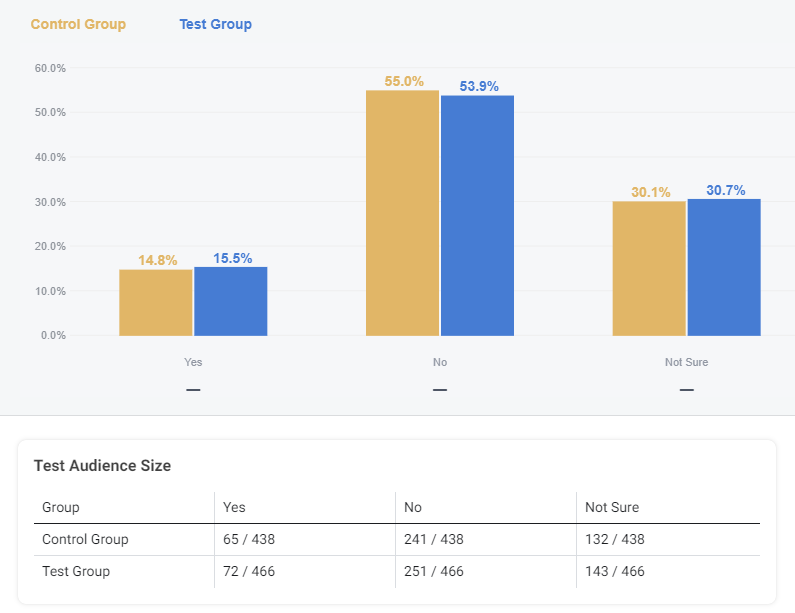 Control Group Test Group
60.0%
55.0% 53.9%
50.0%
40.0%
30.0% 30.1% 30.7%
20.0%
14.8% 15.5%
10.0%
0.0%
Yes No Not Sure
— — —
Test Audience Size
Group Yes No Not Sure
Control Group 65 / 438 241 / 438 132 / 438
Test Group 72 / 466 251 / 466 143 / 466